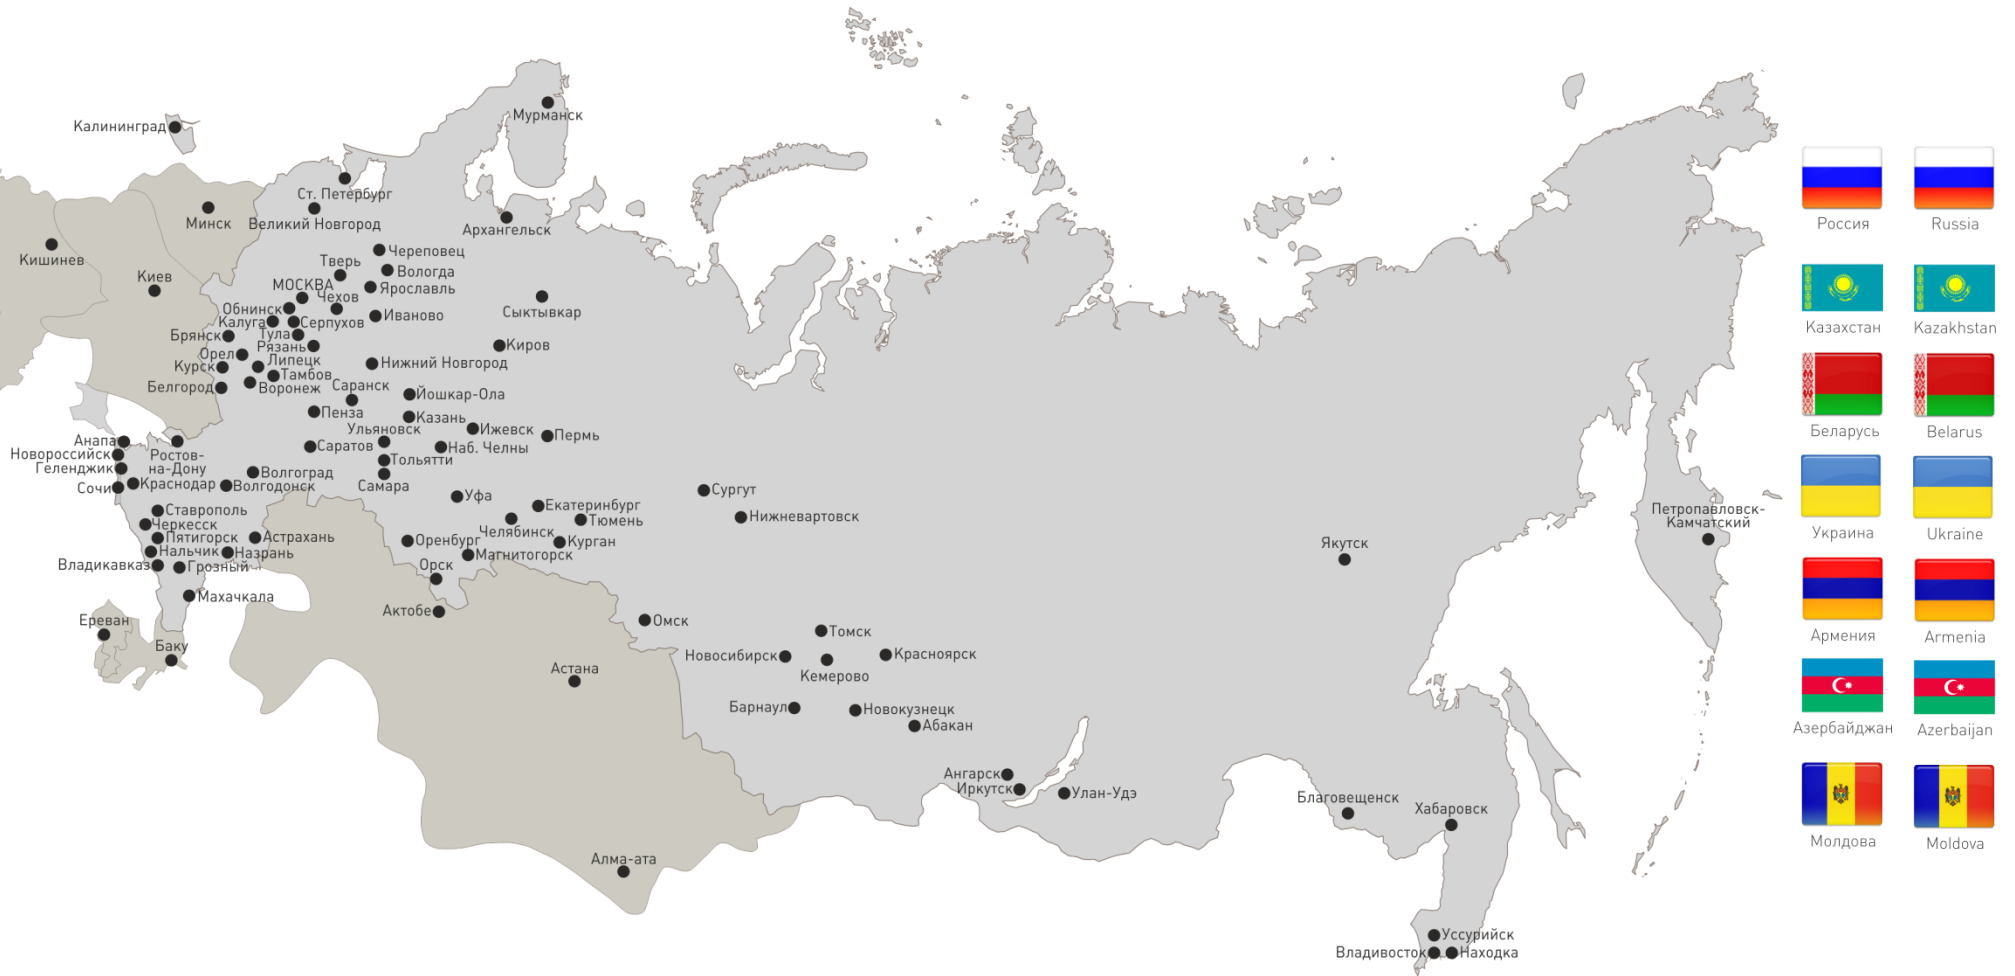 Мурманск
Калининград
Ст. Петербург
Великий Новгород
Минск
Архангельск
Кишинев
Киев
Череповец
Тверь
Вологда
МОСКВА
Чехов
Ярославль
Сыктывкар
Обнинск
Иваново
Калуга
Серпухов
Брянск
Тула
Рязань
Киров
Орел
Липецк
Нижний Новгород
Курск
Тамбов
Белгород
Воронеж
Саранск
Йошкар-Ола
Пенза
Казань
Ульяновск
Ижевск
Пермь
Анапа
Саратов
Наб. Челны
Новороссийск
Ростов-
на-Дону
Тольятти
Геленджик
Волгоград
Сочи
Краснодар
Волгодонск
Самара
Уфа
Сургут
Ставрополь
Екатеринбург
Нижневартовск
Черкесск
Челябинск
Тюмень
Пятигорск
Астрахань
Оренбург
Курган
Нальчик
Назрань
Магнитогорск
Владикавказ
Грозный
Орск
Якутск
Петропавловск-
Камчатский
Махачкала
Актобе
Ереван
Омск
Томск
Баку
Новосибирск
Красноярск
Астана
Кемерово
Барнаул
Новокузнецк
Абакан
Ангарск
Иркутск
Улан-Удэ
Благовещенск
Хабаровск
Алма-ата
Уссурийск
Владивосток
Находка
Россия
Russia
Казахстан
Kazakhstan
Беларусь
Belarus
Украина
Ukraine
Армения
Armenia
Азербайджан
Azerbaijan
Молдова
Moldova